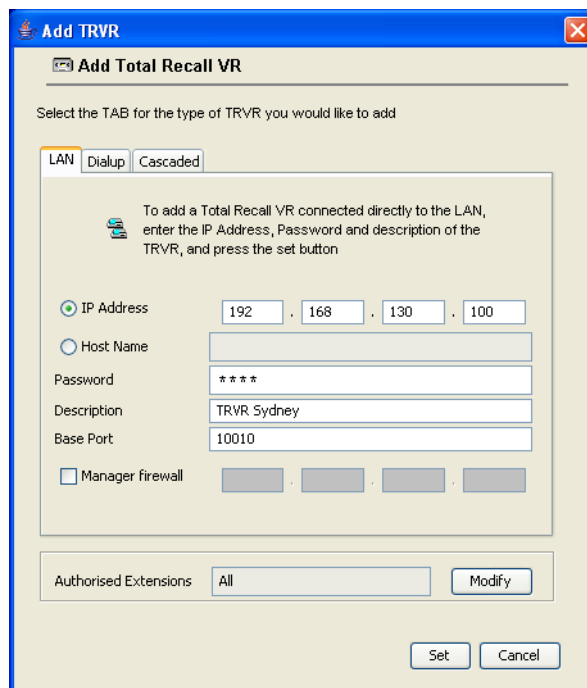 Add TRVR
Add Total Recall VR
Select the TAB for the type of TRVR you would like to add
LAN Dialup Cascaded
To add a Total Recall VR connected directly to the LAN,
enter the IP Address, Password and description of the
TRVR, and press the set button
IP Address 192 . 168 . 130 . 100
Host Name
Password ****
Description TRVR Sydney
Base Port 10010
Manager firewall . . .
Authorised Extensions All Modify
Set Cancel